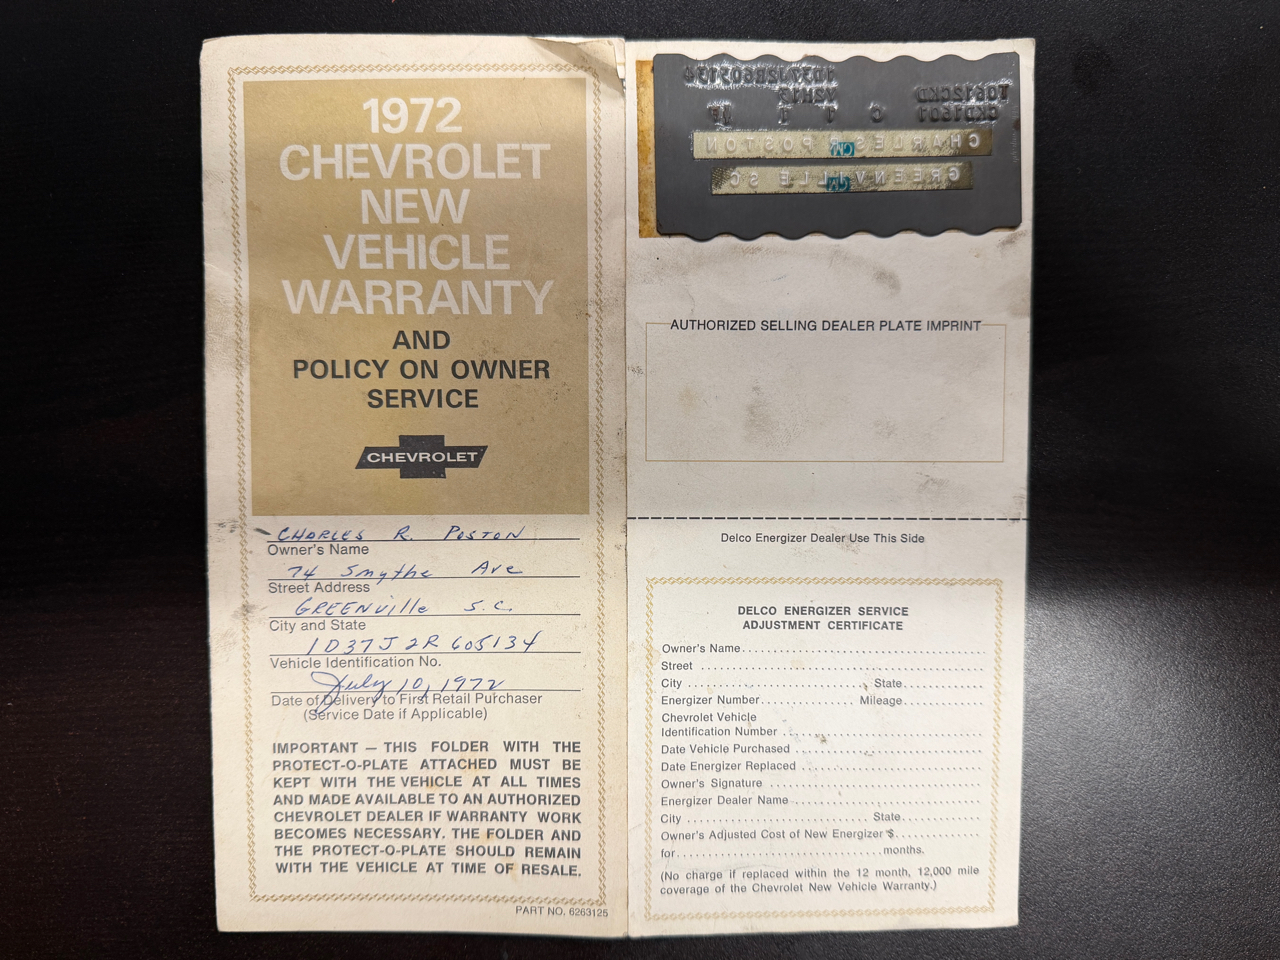 1972
CHEVROLET
NEW
VEHICLE
WARRANTY
AND
POLICY ON OWNER
SERVICE
CHEVROLET
CHARLES R. POSTON
Owner's Name
74 Smythe Ave
Street Address
GREENville S.C.
City and State
1D37J2R605134
Vehicle Identification No.
July 10, 1972
Date of Delivery to First Retail Purchaser
(Service Date if Applicable)
IMPORTANT — THIS FOLDER WITH THE
PROTECT-O-PLATE ATTACHED MUST BE
KEPT WITH THE VEHICLE AT ALL TIMES
AND MADE AVAILABLE TO AN AUTHORIZED
CHEVROLET DEALER IF WARRANTY WORK
BECOMES NECESSARY. THE FOLDER AND
THE PROTECT-O-PLATE SHOULD REMAIN
WITH THE VEHICLE AT TIME OF RESALE.
PART NO. 6263125
CHARLES R POSTON
GM
GREENVILLE SC
GM
AUTHORIZED SELLING DEALER PLATE IMPRINT
Delco Energizer Dealer Use This Side
DELCO ENERGIZER SERVICE
ADJUSTMENT CERTIFICATE
Owner's Name
Street
City State
Energizer Number Mileage
Chevrolet Vehicle
Identification Number
Date Vehicle Purchased
Date Energizer Replaced
Owner's Signature
Energizer Dealer Name
City State
Owner's Adjusted Cost of New Energizer $
for months.
(No charge if replaced within the 12 month, 12,000 mile
coverage of the Chevrolet New Vehicle Warranty.)